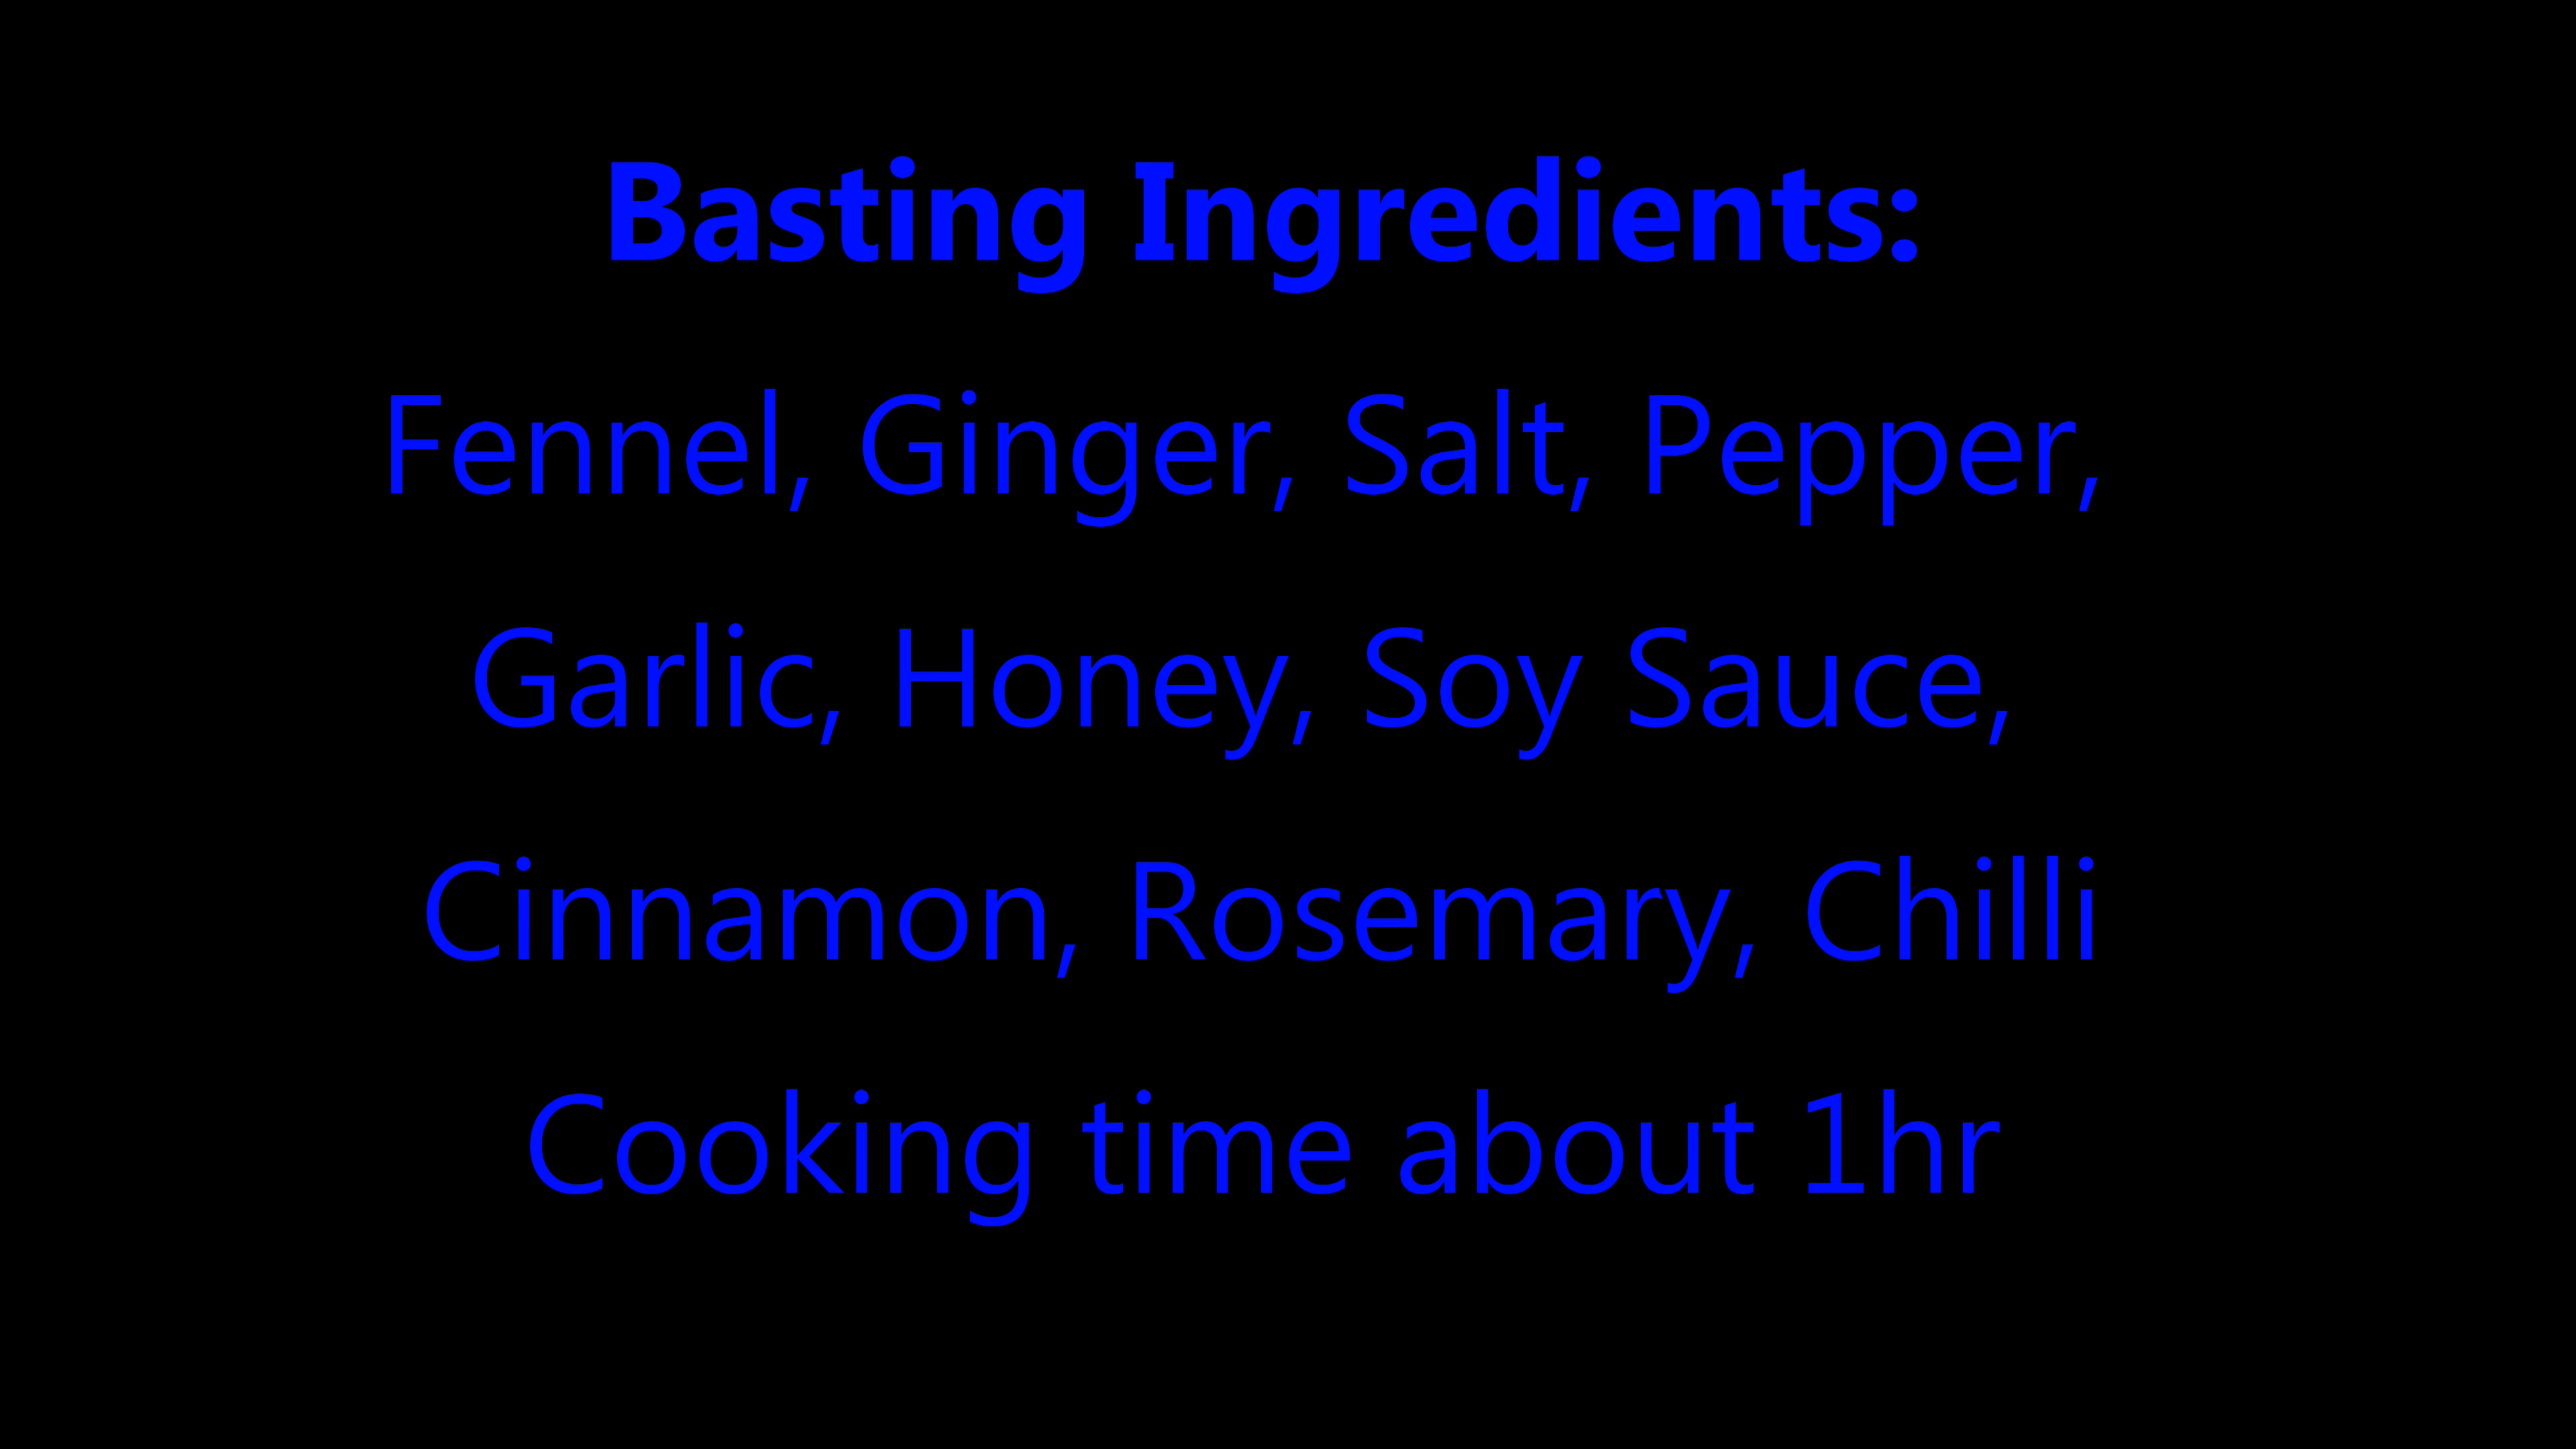 Basting Ingredients:
Fennel, Ginger, Salt, Pepper,
Garlic, Honey, Soy Sauce,
Cinnamon, Rosemary, Chilli
Cooking time about 1hr